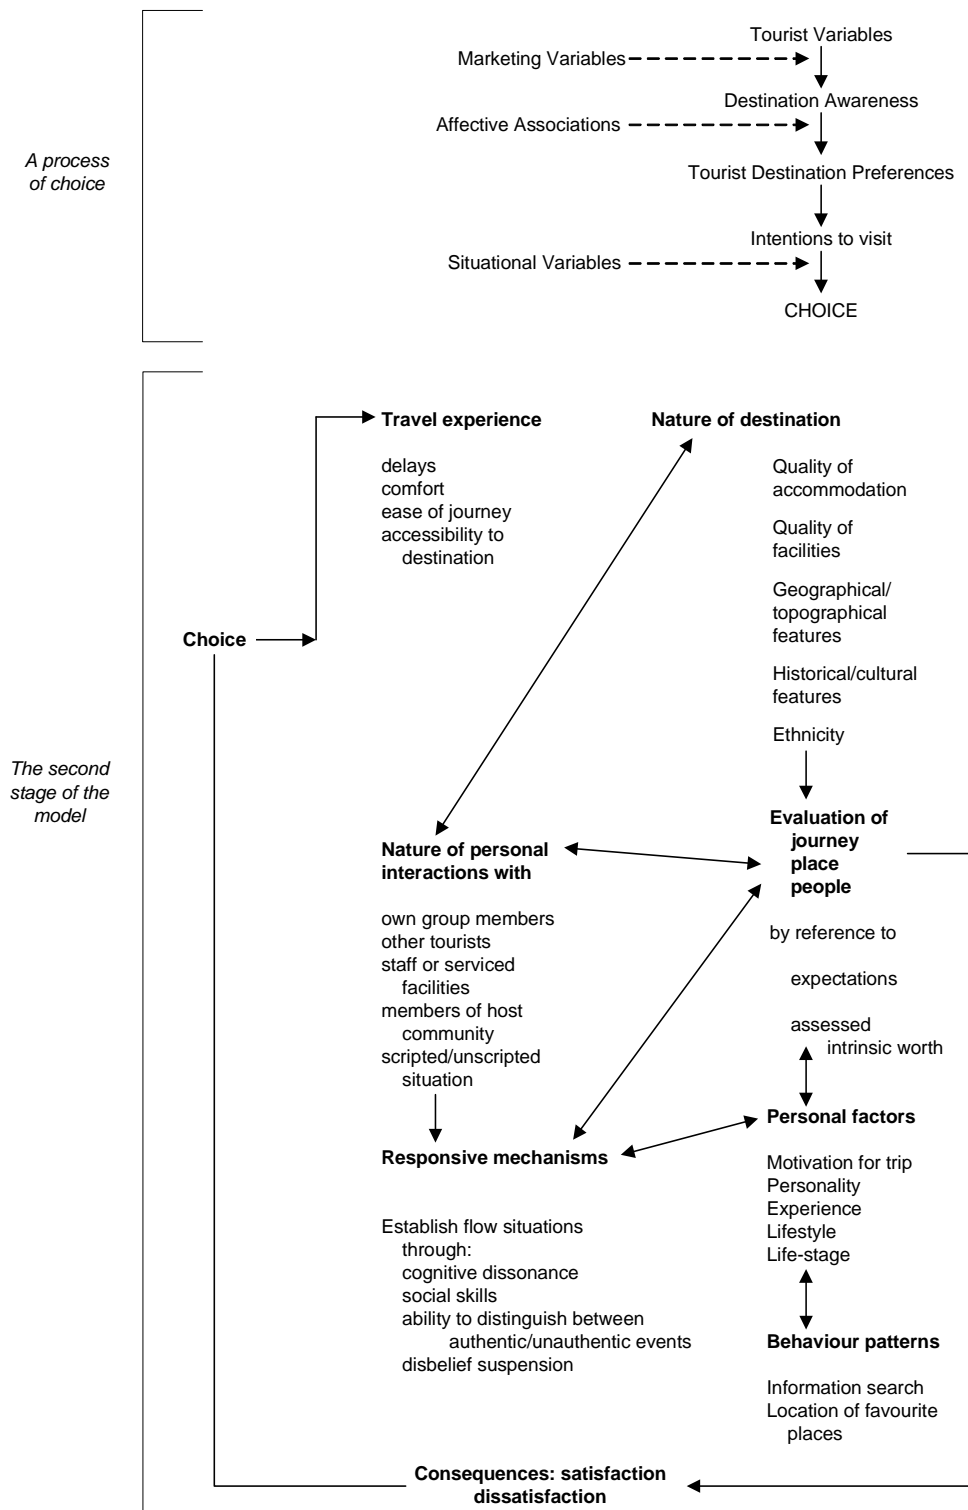 A process
of choice
Tourist Variables
Marketing Variables
Destination Awareness
Affective Associations
Tourist Destination Preferences
Intentions to visit
Situational Variables
CHOICE
The second
stage of the
model
Choice
Travel experience
delays
comfort
ease of journey
accessibility to
destination
Nature of destination
Quality of
accommodation
Quality of
facilities
Geographical/
topographical
features
Historical/cultural
features
Ethnicity
Nature of personal
interactions with
own group members
other tourists
staff or serviced
facilities
members of host
community
scripted/unscripted
situation
Evaluation of
journey
place
people
by reference to
expectations
assessed
intrinsic worth
Responsive mechanisms
Establish flow situations
through:
cognitive dissonance
social skills
ability to distinguish between
authentic/unauthentic events
disbelief suspension
Personal factors
Motivation for trip
Personality
Experience
Lifestyle
Life-stage
Behaviour patterns
Information search
Location of favourite
places
Consequences: satisfaction
dissatisfaction